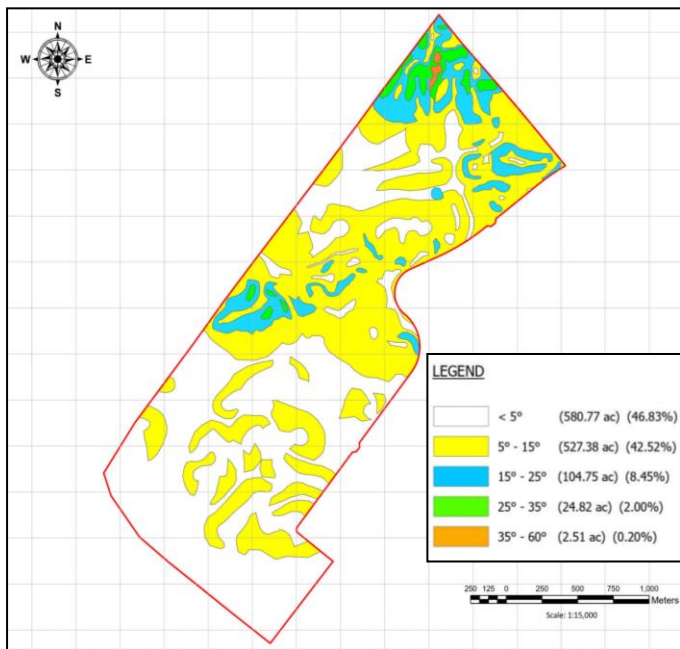 N
W E
S
LEGEND
< 5° (580.77 ac) (46.83%)
5° - 15° (527.38 ac) (42.52%)
15° - 25° (104.75 ac) (8.45%)
25° - 35° (24.82 ac) (2.00%)
35° - 60° (2.51 ac) (0.20%)
250 125 0 250 500 750 1,000
Meters
Scale: 1:15,000